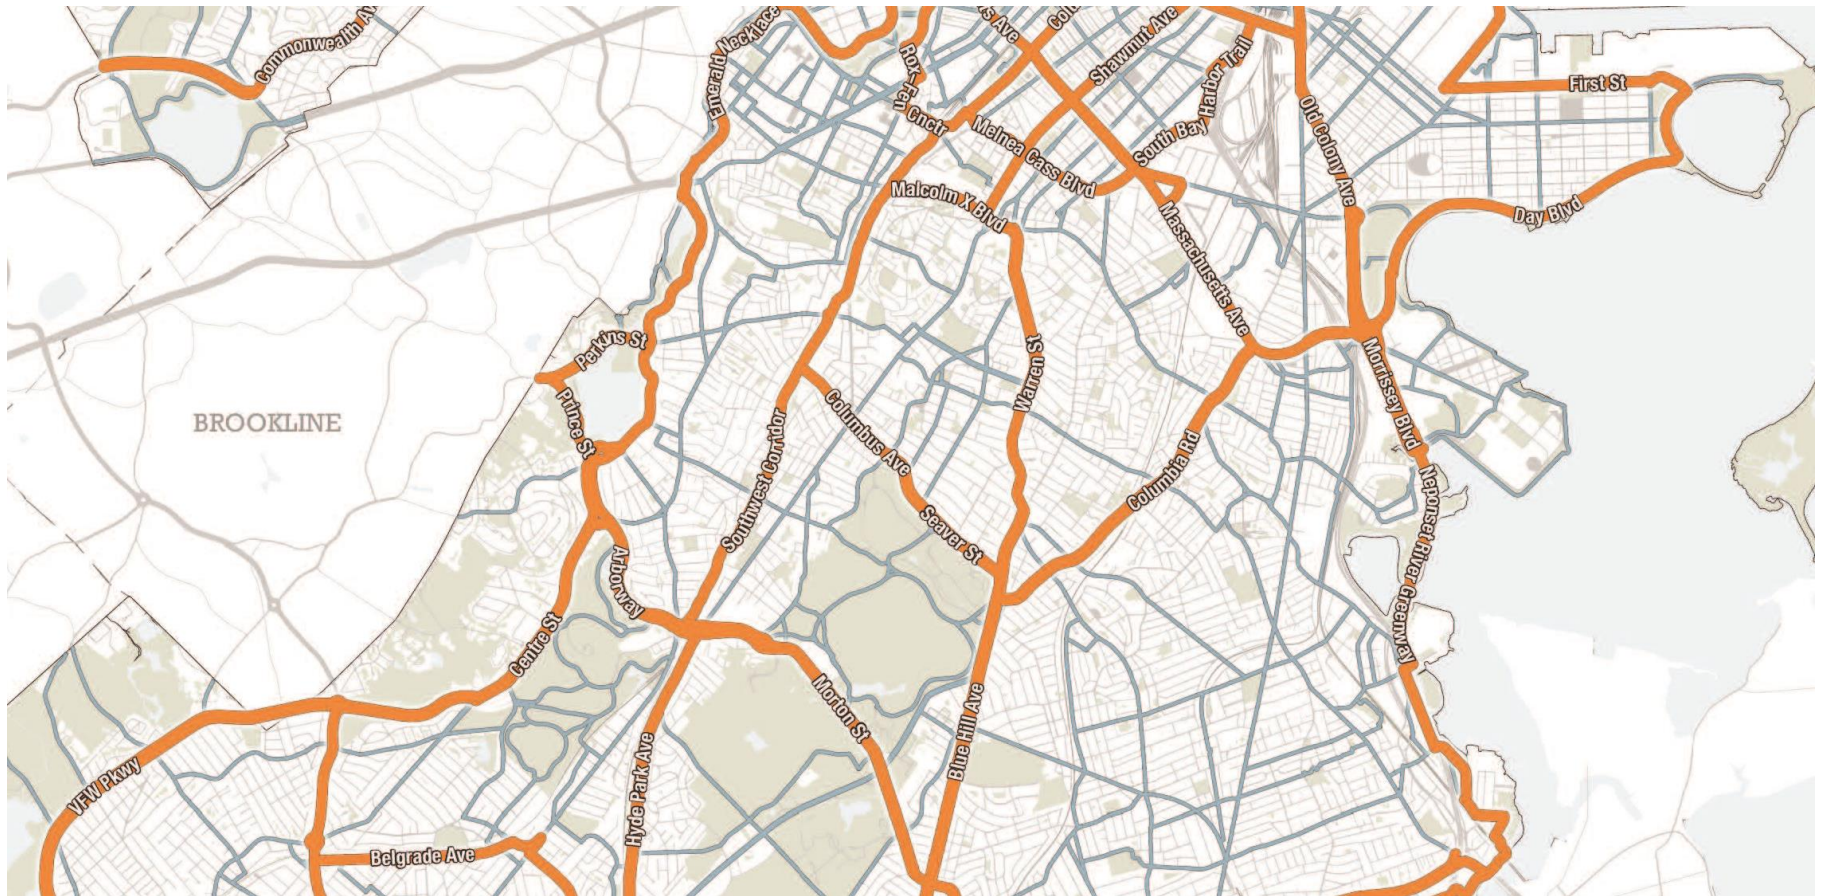 Commonwealth Av
Emerald Necklace
Rox-Fen
Cnctr
s Ave
Shawmut Ave
South Bay Harbor Trail
Old Colony Ave
First St
Melnea Cass Blvd
Malcolm X Blvd
Day Blvd
Massachusetts Ave
Perkins St
Prince St
Warren St
Morrissey Blvd
BROOKLINE
Columbus Ave
Southwest Corridor
Columbia Rd
Seaver St
Neponset River Greenway
Arborway
Centre St
Morton St
Blue Hill Ave
VFW Pkwy
Hyde Park Ave
Belgrade Ave